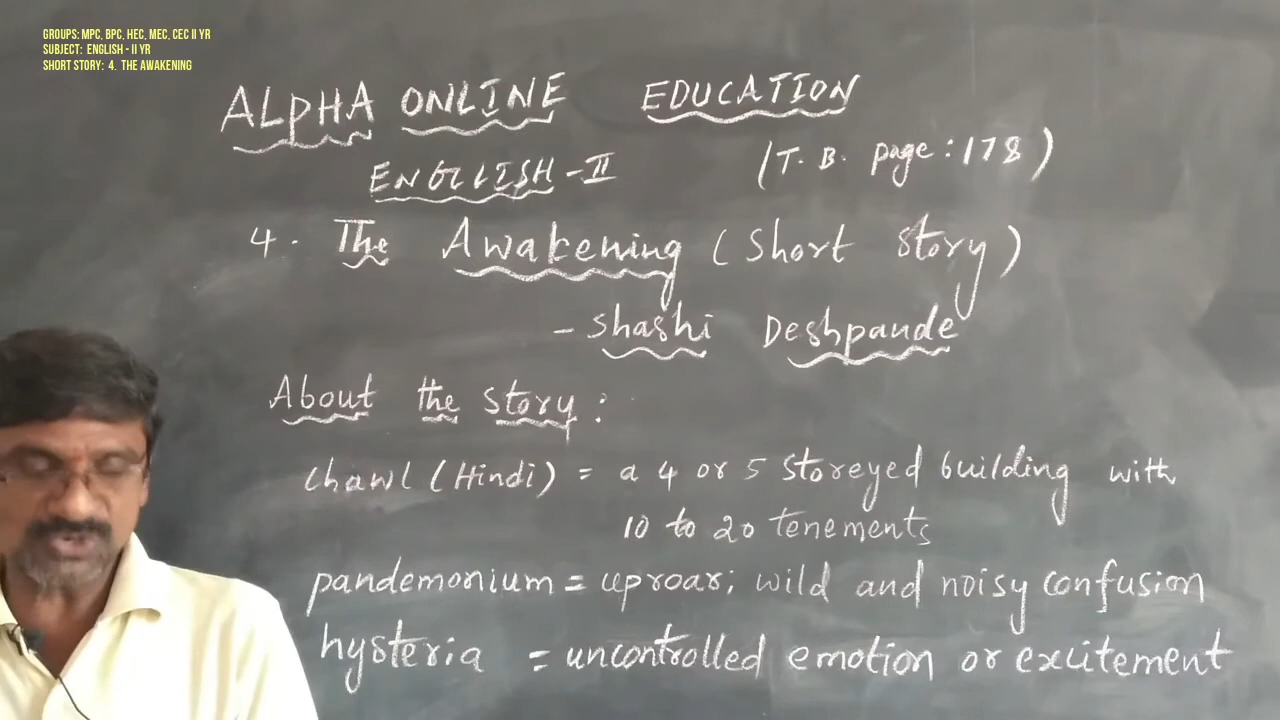 GROUPS: MPC, BPC, HEC, MEC, CEC II YR
SUBJECT: ENGLISH - II YR
SHORT STORY: 4. THE AWAKENING
ALPHA ONLINE EDUCATION
ENGLISH-II (T.B. page:178)
4. The Awakening (Short Story)
- Shashi Deshpande
About the story:
Chawl (Hindi) = a 4 or 5 Storeyed building with
10 to 20 tenements
pandemonium = uproar; wild and noisy confusion
hysteria = uncontrolled emotion or excitement